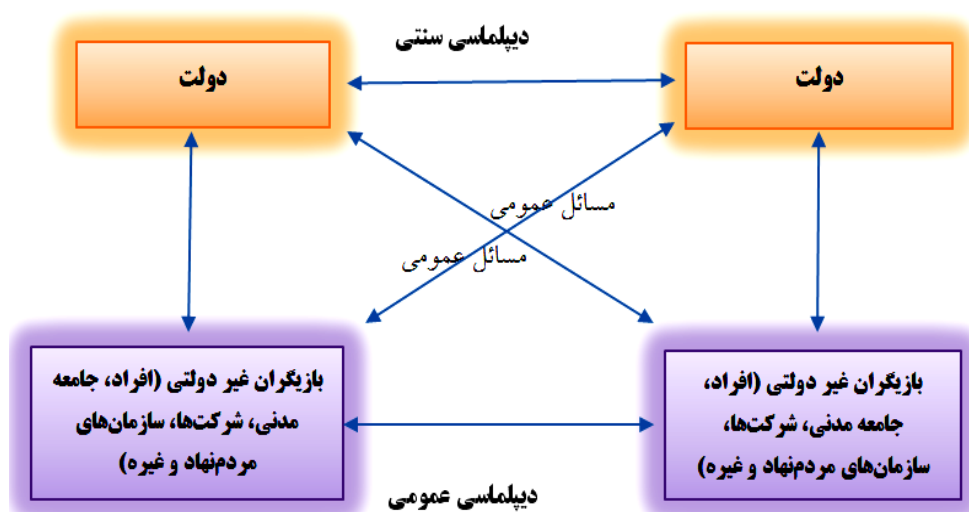 دیپلماسی سنتی
دولت
دولت
مسائل عمومی
مسائل عمومی
بازیگران غیر دولتی (افراد،
جامعه مدنی، شرکت‌ها،
سازمان‌های مردم‌نهاد و غیره)
بازیگران غیر دولتی (افراد، جامعه
مدنی، شرکت‌ها، سازمان‌های
مردم‌نهاد و غیره)
دیپلماسی عمومی